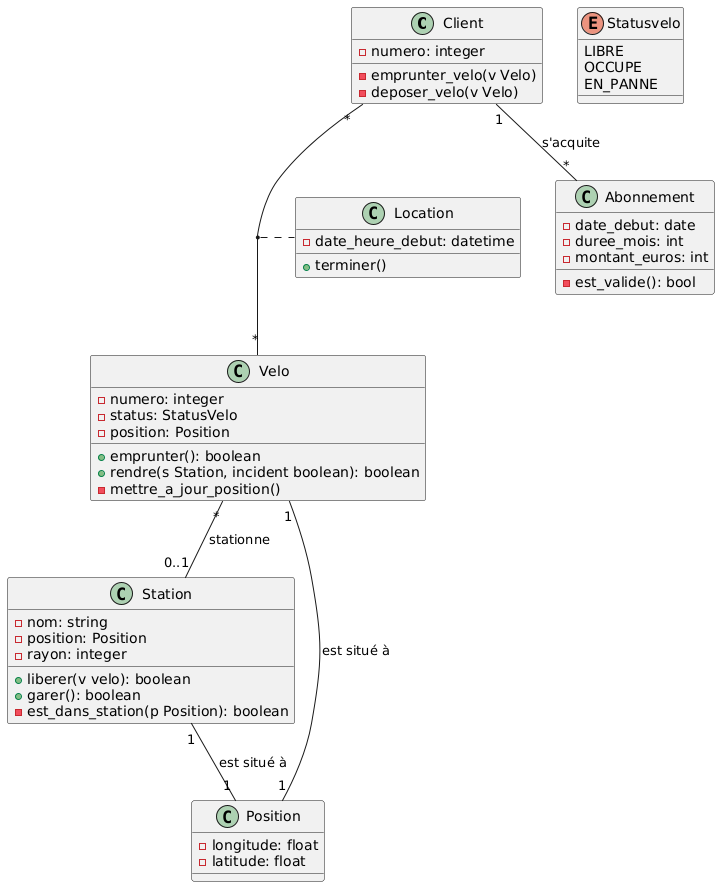 C Client
numero: integer
emprunter_velo(v Velo)
deposer_velo(v Velo)
E Statusvelo
LIBRE
OCCUPE
EN_PANNE
*
1
s'acquite
*
C Location
date_heure_debut: datetime
terminer()
C Abonnement
date_debut: date
duree_mois: int
montant_euros: int
est_valide(): bool
*
C Velo
numero: integer
status: StatusVelo
position: Position
emprunter(): boolean
rendre(s Station, incident boolean): boolean
mettre_a_jour_position()
*
1
stationne
0..1
C Station
nom: string
position: Position
rayon: integer
liberer(v velo): boolean
garer(): boolean
est_dans_station(p Position): boolean
est situé à
1
est situé à
1
1
C Position
longitude: float
latitude: float